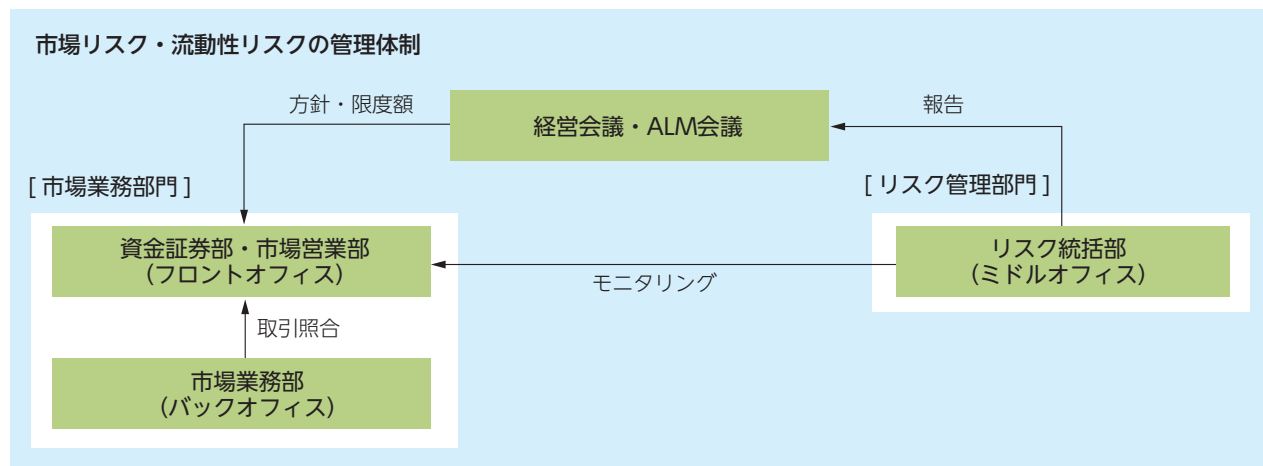 市場リスク・流動性リスクの管理体制
方針・限度額
経営会議・ALM会議
報告
[ 市場業務部門 ]
[ リスク管理部門 ]
資金証券部・市場営業部
（フロントオフィス）
モニタリング
リスク統括部
（ミドルオフィス）
取引照合
市場業務部
（バックオフィス）